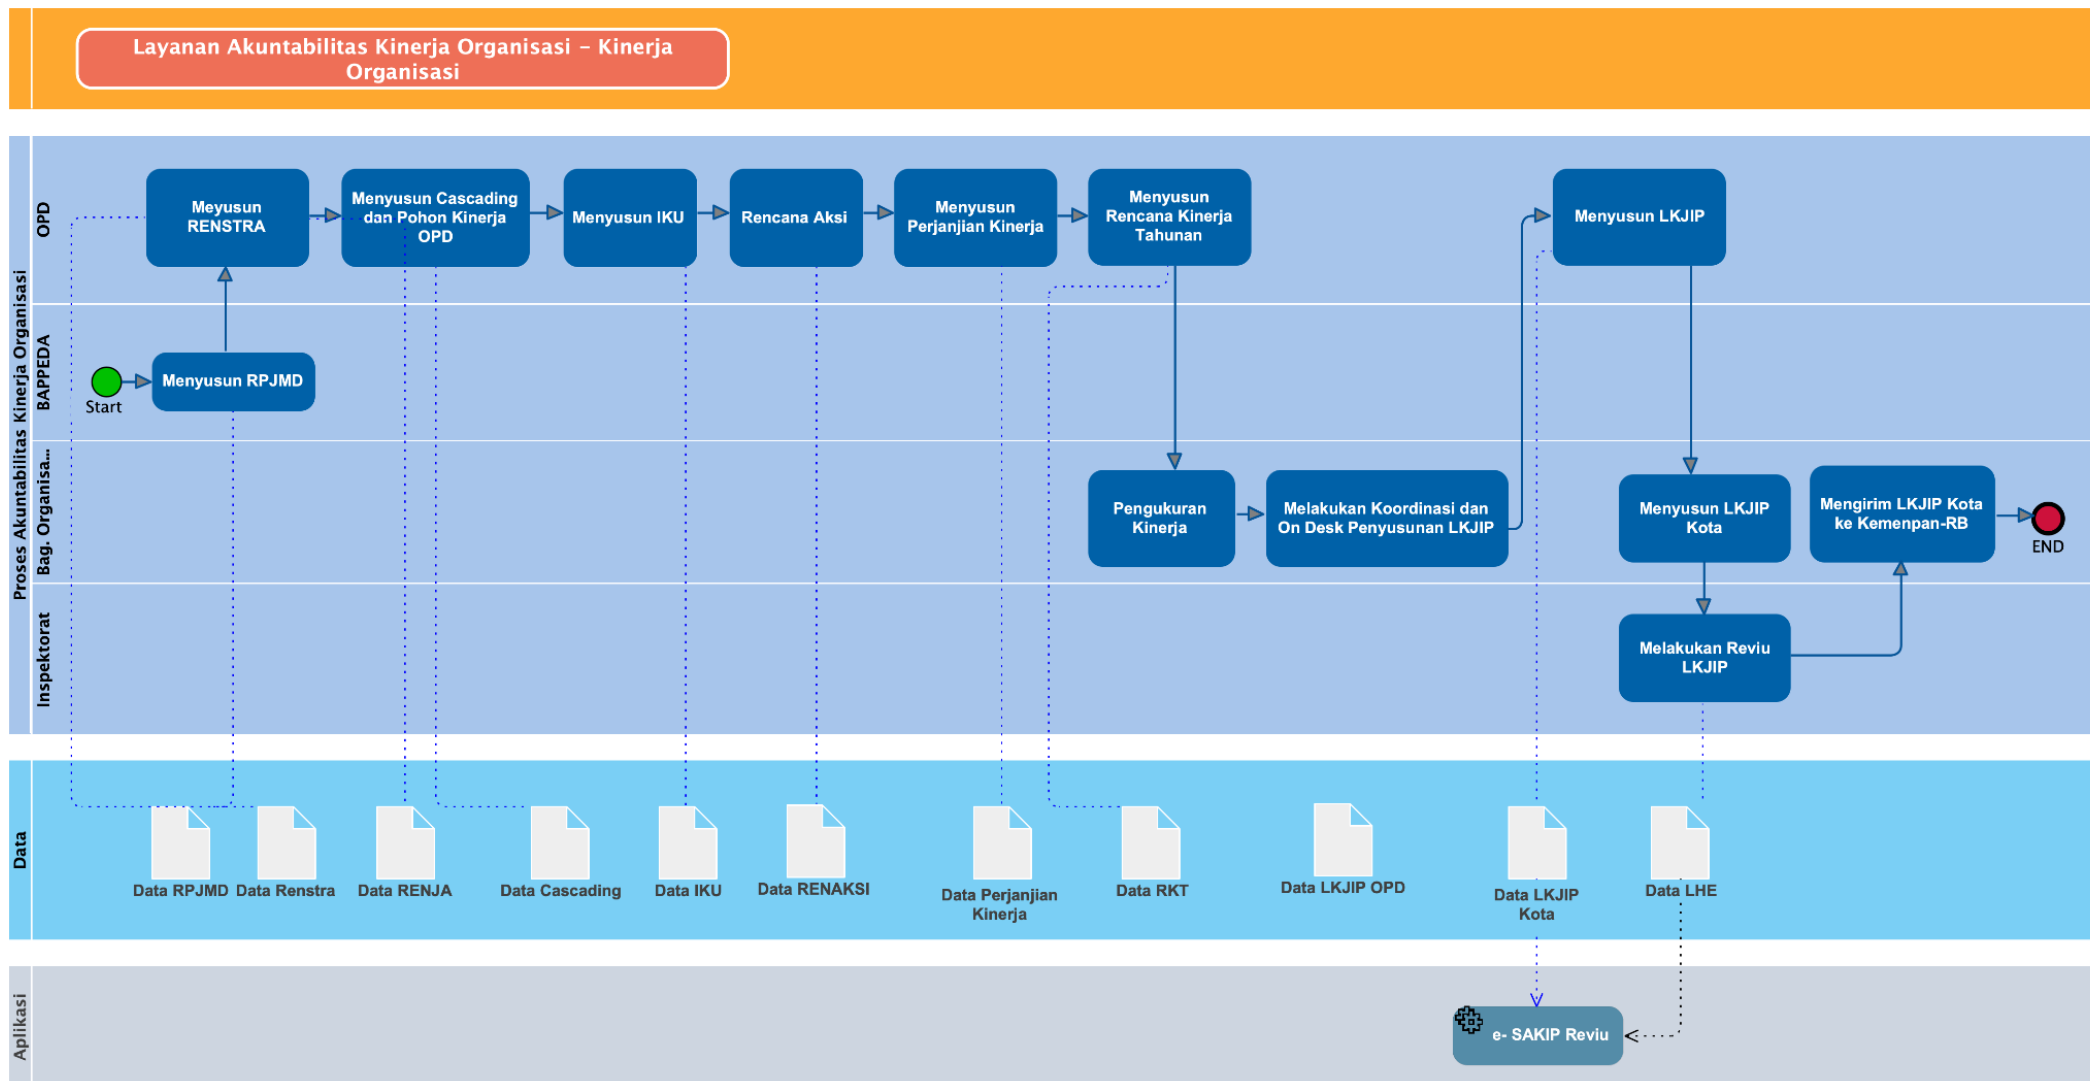 Layanan Akuntabilitas Kinerja Organisasi – Kinerja
Organisasi
Proses Akuntabilitas Kinerja Organisasi
OPD
Meyusun
RENSTRA
Menyusun Cascading
dan Pohon Kinerja
OPD
Menyusun IKU
Rencana Aksi
Menyusun
Perjanjian Kinerja
Menyusun
Rencana Kinerja
Tahunan
Menyusun LKJIP
BAPPEDA
Start
Menyusun RPJMD
Bag. Organisa...
Pengukuran
Kinerja
Melakukan Koordinasi dan
On Desk Penyusunan LKJIP
Menyusun LKJIP
Kota
Mengirim LKJIP Kota
ke Kemenpan-RB
END
Inspektorat
Melakukan Reviu
LKJIP
Data
Data RPJMD
Data Renstra
Data RENJA
Data Cascading
Data IKU
Data RENAKSI
Data Perjanjian
Kinerja
Data RKT
Data LKJIP OPD
Data LKJIP
Kota
Data LHE
Aplikasi
e- SAKIP Reviu